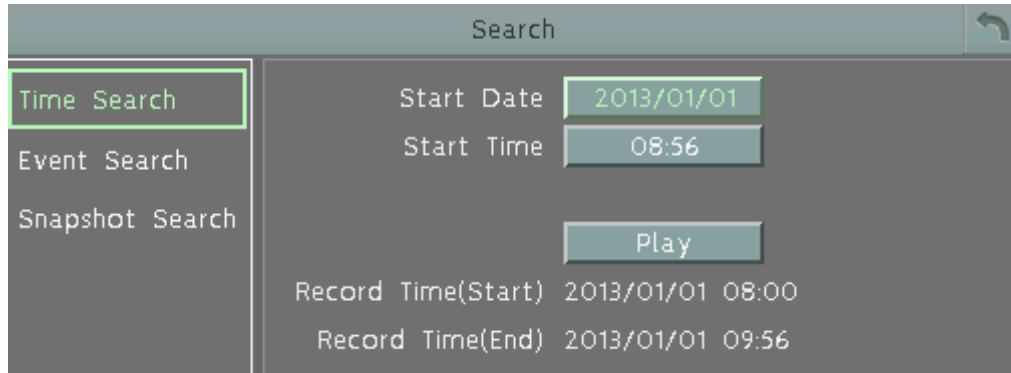 Search
Time Search
Event Search
Snapshot Search
Start Date 2013/01/01
Start Time 08:56
Play
Record Time(Start) 2013/01/01 08:00
Record Time(End) 2013/01/01 09:56